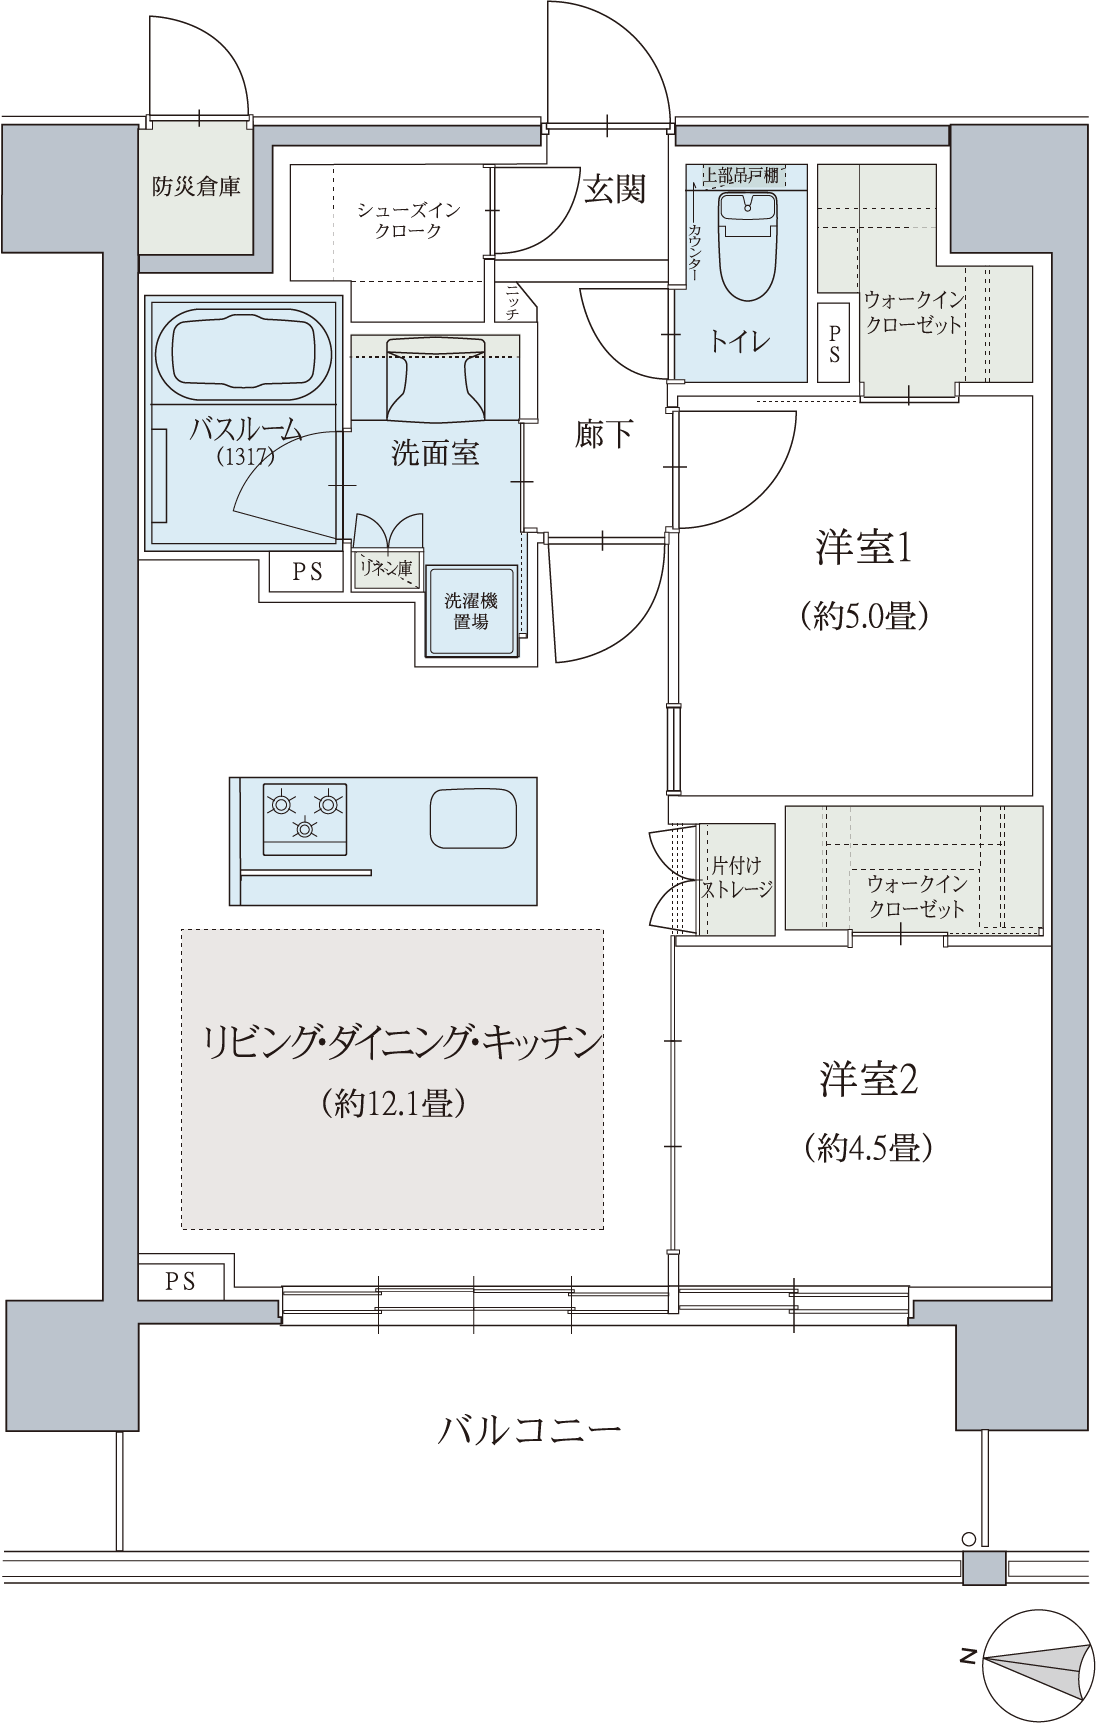 防災倉庫
シューズイン
クローク
玄関
上部吊戸棚
カウンター
ニッチ
トイレ
PS
ウォークイン
クローゼット
バスルーム
(1317)
洗面室
廊下
PS
リネン庫
洗濯機
置場
洋室1
(約5.0畳)
片付け
ストレージ
ウォークイン
クローゼット
リビング・ダイニング・キッチン
(約12.1畳)
洋室2
(約4.5畳)
PS
バルコニー
N